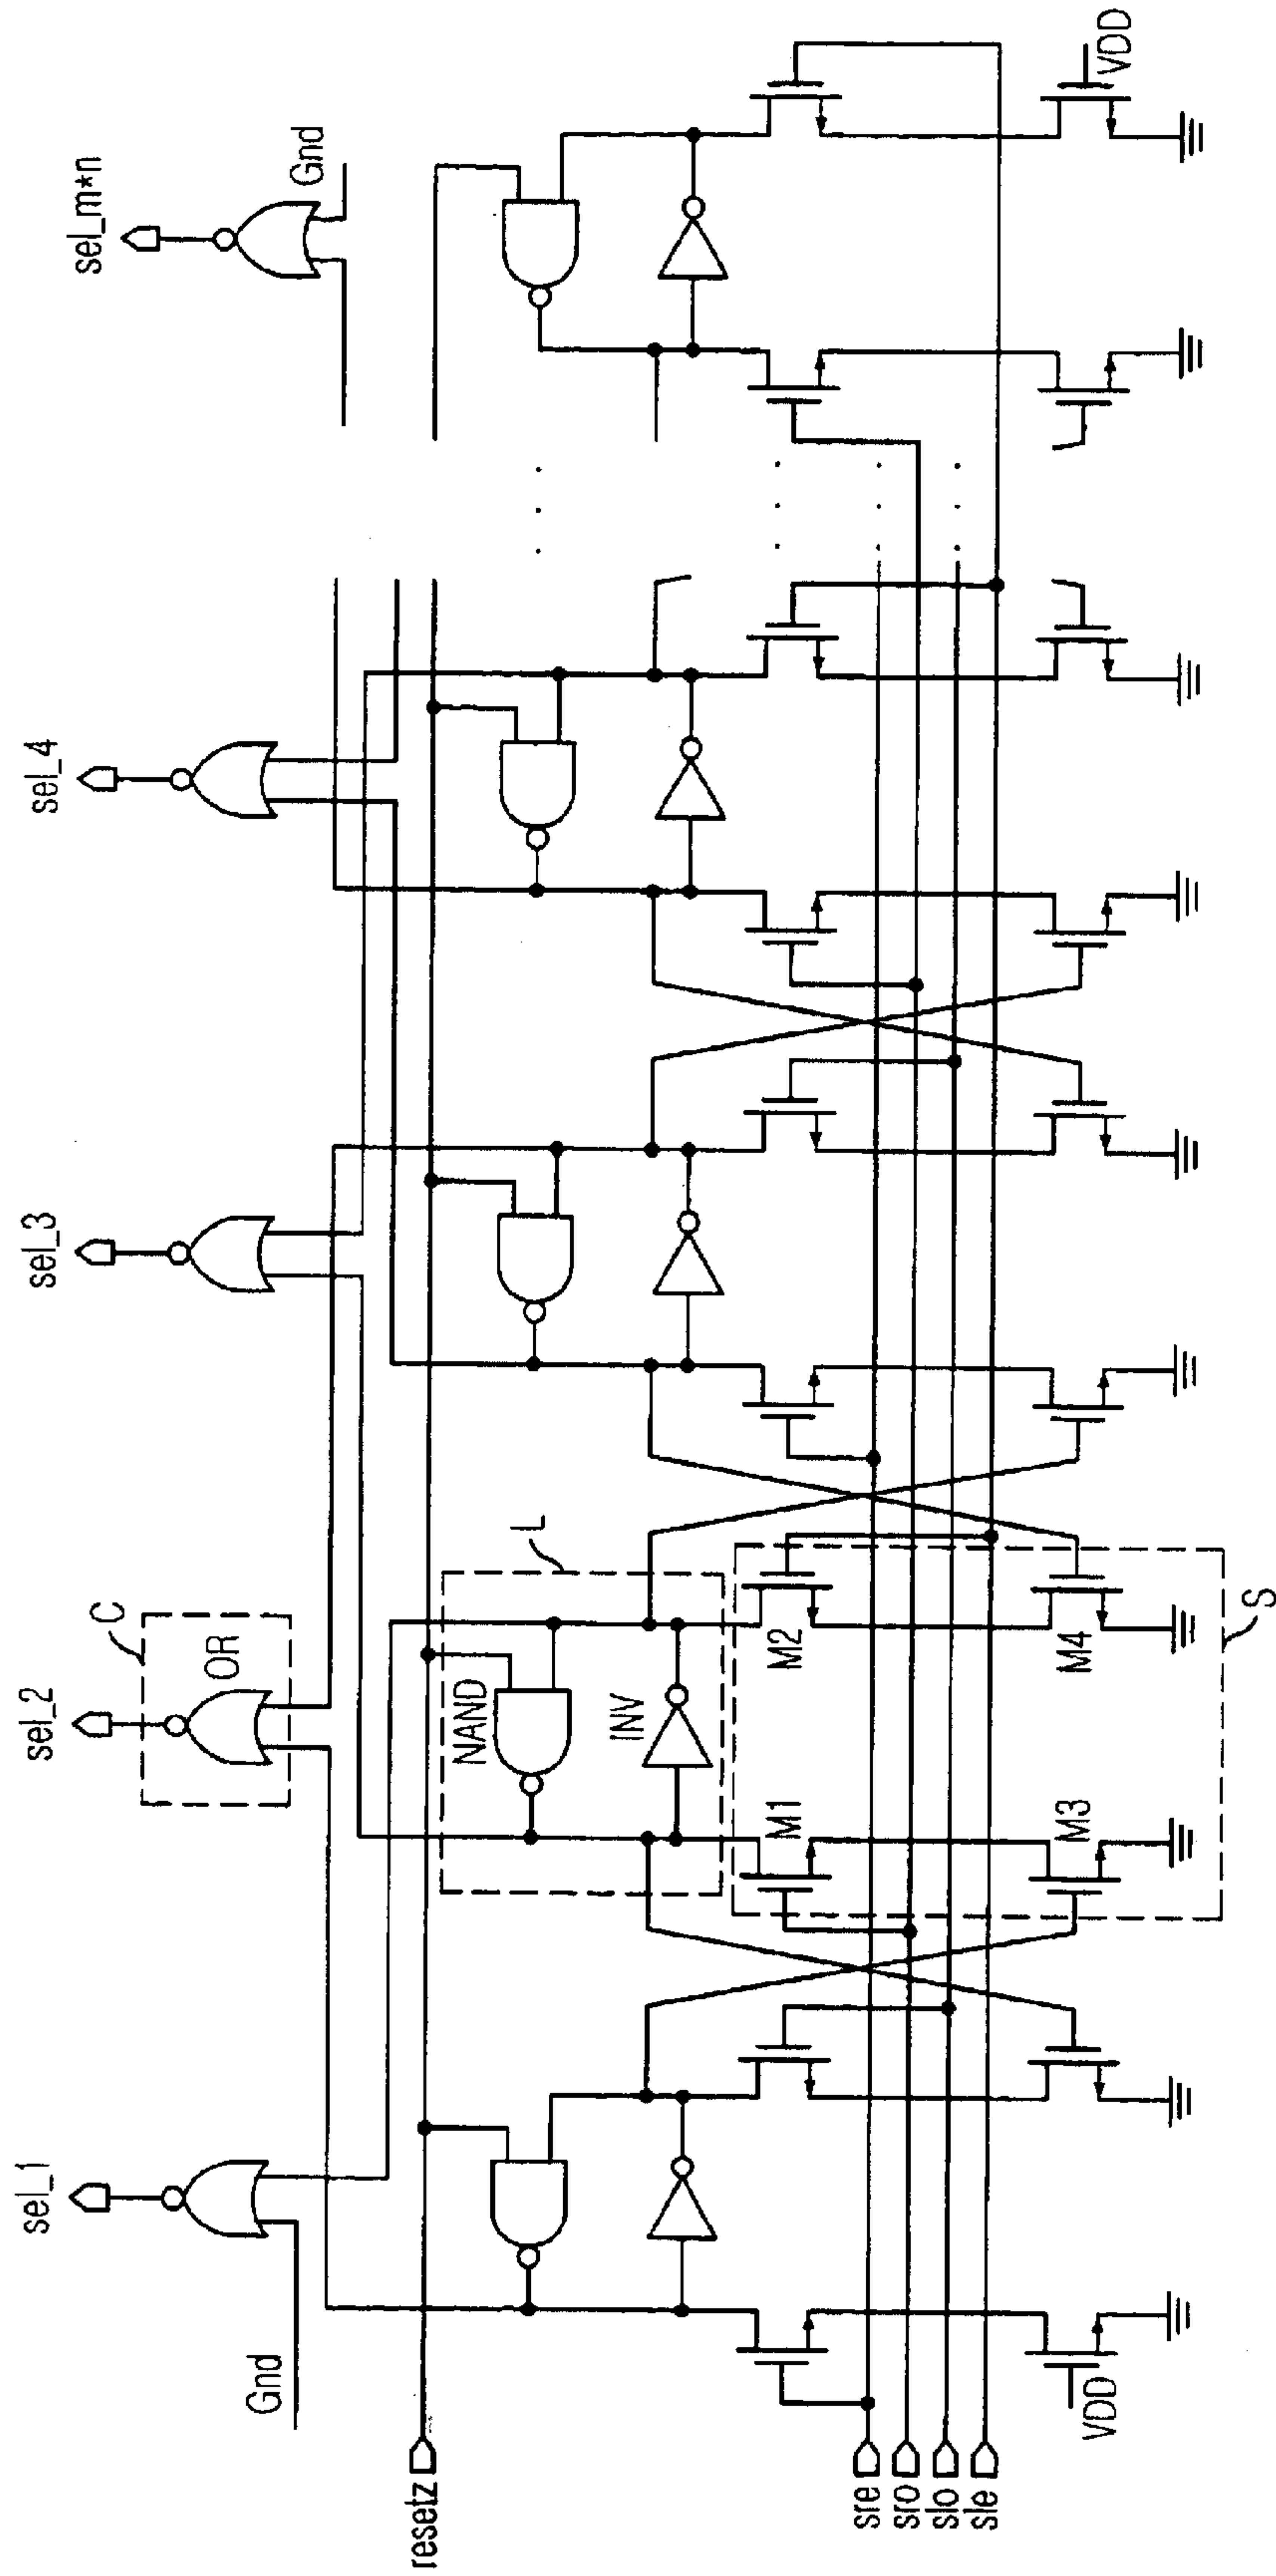 sel_1
sel_2
sel_3
sel_4
sel_m*n
C
OR
Gnd
Gnd
resetz
L
NAND
INV
M1
M2
M3
M4
S
sre
sro
slo
sle
VDD
VDD